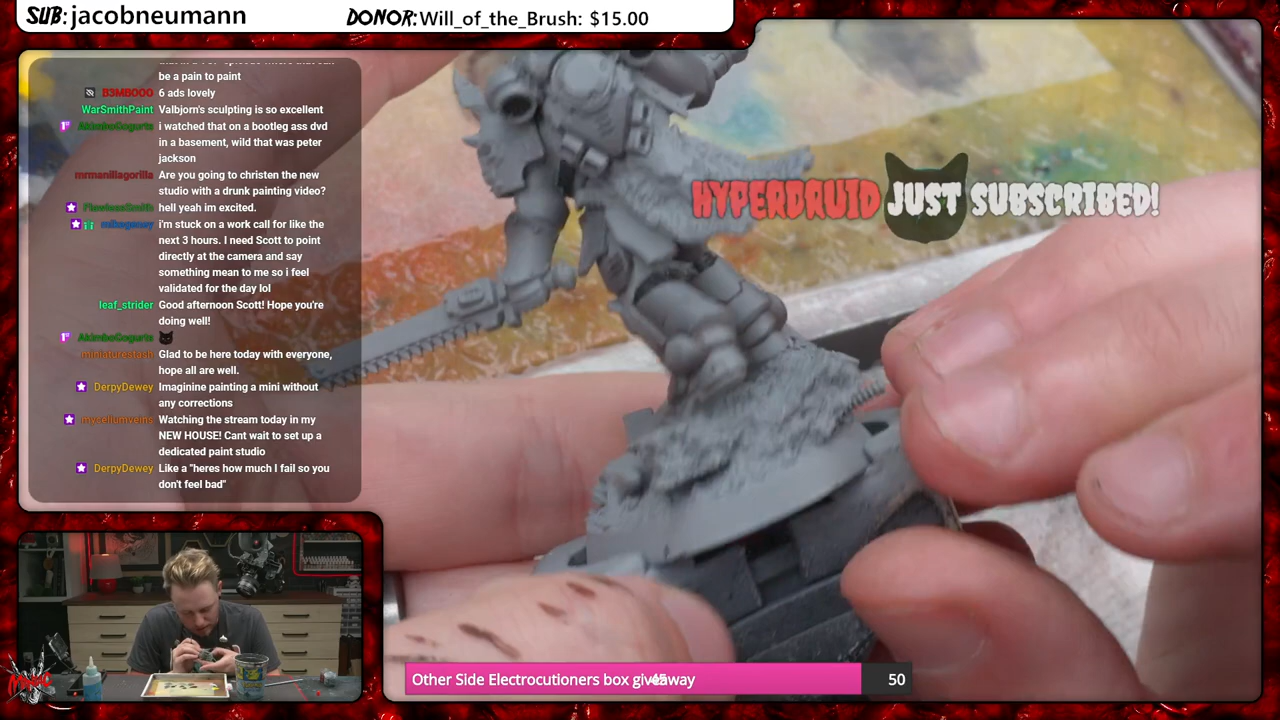 SUB: jacobneumann
DONOR: Will_of_the_Brush: $15.00
be a pain to paint
B3MBOOO 6 ads lovely
WarSmithPaint Valbjorn's sculpting is so excellent
AkimboGogurts i watched that on a bootleg ass dvd
in a basement, wild that was peter
jackson
mrmanillagorilla Are you going to christen the new
studio with a drunk painting video?
hell yeah im excited.
i'm stuck on a work call for like the
next 3 hours. I need Scott to point
directly at the camera and say
something mean to me so i feel
validated for the day lol
leaf_strider Good afternoon Scott! Hope you're
doing well!
AkimboGogurts
miniaturestash Glad to be here today with everyone,
hope all are well.
DerpyDewey Imaginine painting a mini without
any corrections
myceliumveins Watching the stream today in my
NEW HOUSE! Cant wait to set up a
dedicated paint studio
DerpyDewey Like a "heres how much I fail so you
don't feel bad"
HYPERDRUID JUST SUBSCRIBED!
Other Side Electrocutioners box giveaway 45 50